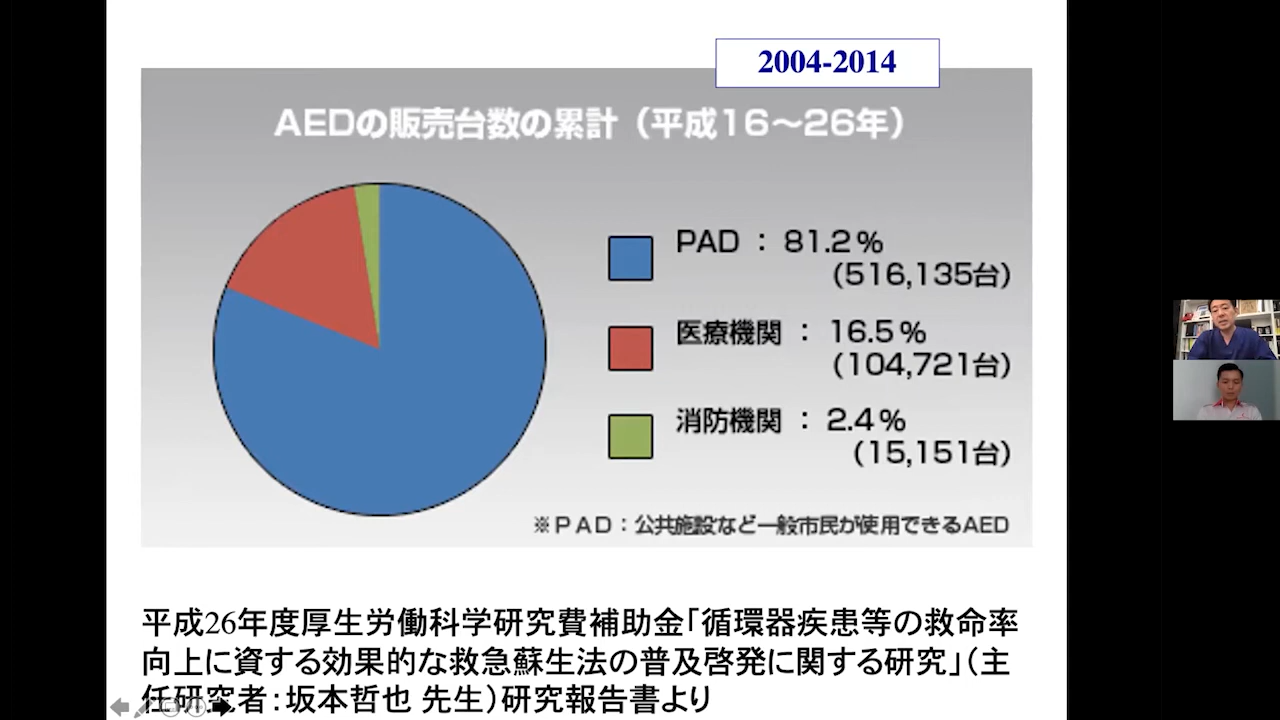 2004-2014
AEDの販売台数の累計（平成16～26年）
PAD ： 81.2％
(516,135台)
医療機関 ： 16.5％
(104,721台)
消防機関 ： 2.4％
(15,151台)
※PAD：公共施設など一般市民が使用できるAED
平成26年度厚生労働科学研究費補助金「循環器疾患等の救命率
向上に資する効果的な救急蘇生法の普及啓発に関する研究」（主
任研究者：坂本哲也 先生）研究報告書より